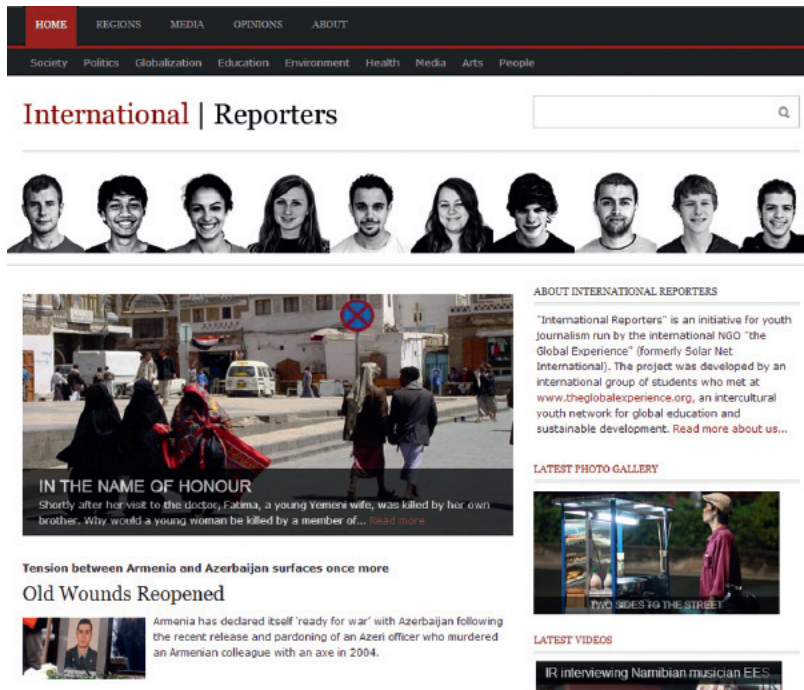 HOME REGIONS MEDIA OPINIONS ABOUT
Society Politics Globalization Education Environment Health Media Arts People
International | Reporters
IN THE NAME OF HONOUR
Shortly after her visit to the doctor, Fatima, a young Yemeni wife, was killed by her own
brother. Why would a young woman be killed by a member of... Read more
Tension between Armenia and Azerbaijan surfaces once more
Old Wounds Reopened
Armenia has declared itself 'ready for war' with Azerbaijan following
the recent release and pardoning of an Azeri officer who murdered
an Armenian colleague with an axe in 2004.
ABOUT INTERNATIONAL REPORTERS
"International Reporters" is an initiative for youth
journalism run by the international NGO "the
Global Experience" (formerly Solar Net
International). The project was developed by an
international group of students who met at
www.theglobalexperience.org, an intercultural
youth network for global education and
sustainable development. Read more about us...
LATEST PHOTO GALLERY
TWO SIDES TO THE STREET
LATEST VIDEOS
IR interviewing Namibian musician EES